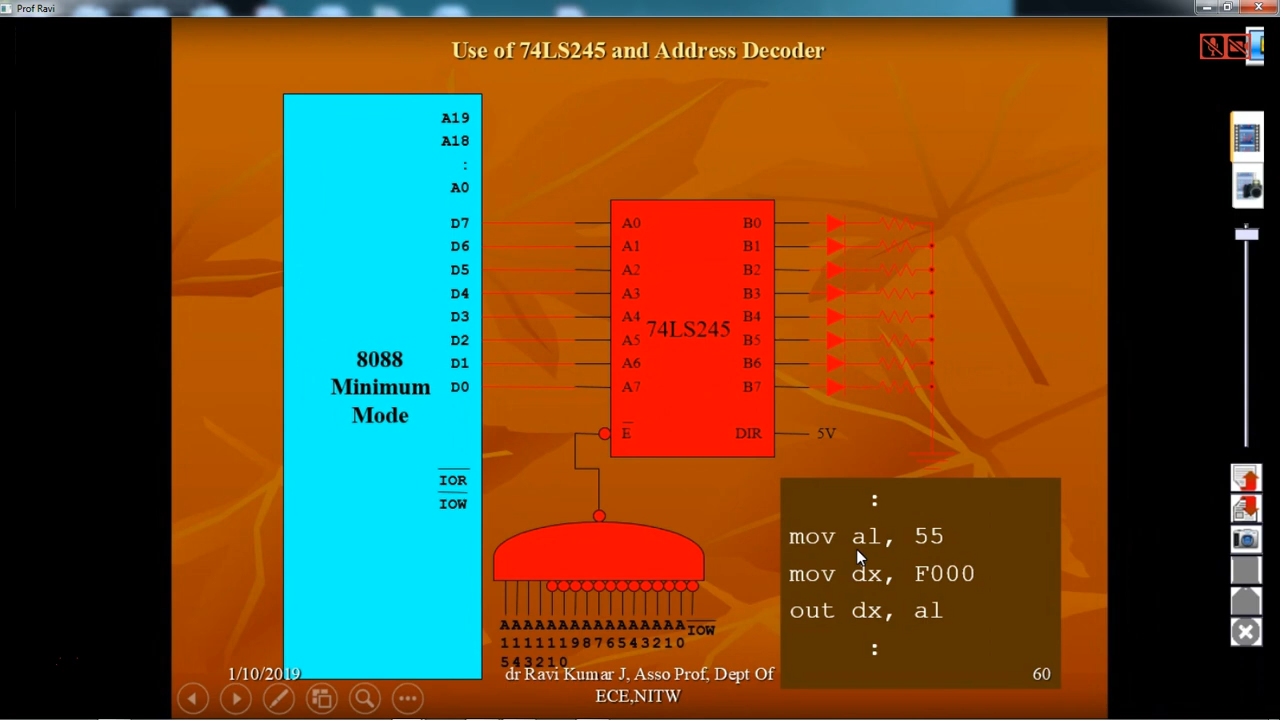 Prof Ravi
Use of 74LS245 and Address Decoder
A19
A18
:
A0
D7
D6
D5
D4
D3
D2
D1
D0
8088
Minimum
Mode
IOR
IOW
A0 B0
A1 B1
A2 B2
A3 B3
A4 B4
A5 B5
A6 B6
A7 B7
74LS245
E DIR
5V
AAAAAAAAAAAAAAAA IOW
1111119876543210
543210
:
mov al, 55
mov dx, F000
out dx, al
:
1/10/2019
dr Ravi Kumar J, Asso Prof, Dept Of
ECE,NITW
60